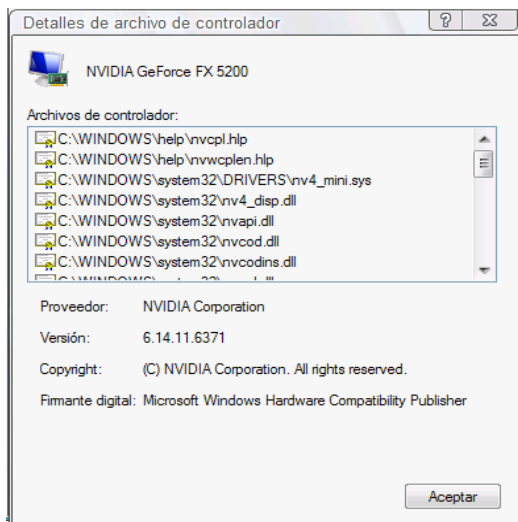 Detalles de archivo de controlador
NVIDIA GeForce FX 5200
Archivos de controlador:
C:\WINDOWS\help\nvcpl.hlp
C:\WINDOWS\help\nvwcplen.hlp
C:\WINDOWS\system32\DRIVERS\nv4_mini.sys
C:\WINDOWS\system32\nv4_disp.dll
C:\WINDOWS\system32\nvapi.dll
C:\WINDOWS\system32\nvcod.dll
C:\WINDOWS\system32\nvcodins.dll
Proveedor: NVIDIA Corporation
Versión: 6.14.11.6371
Copyright: (C) NVIDIA Corporation. All rights reserved.
Firmante digital: Microsoft Windows Hardware Compatibility Publisher
Aceptar